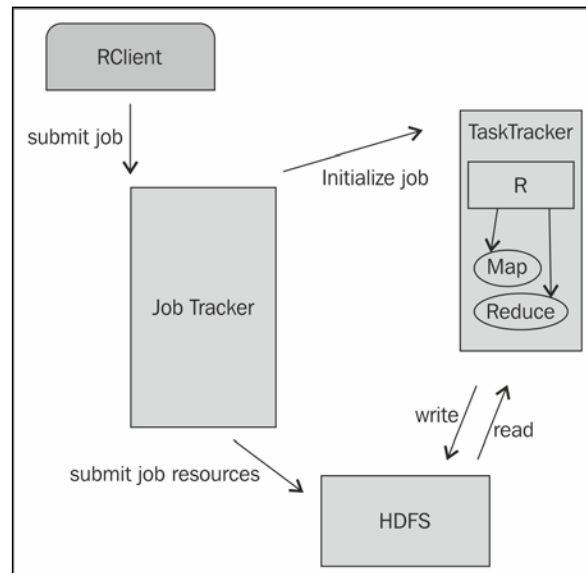 RClient
submit job
TaskTracker
Initialize job
R
Map
Reduce
Job Tracker
write
read
submit job resources
HDFS